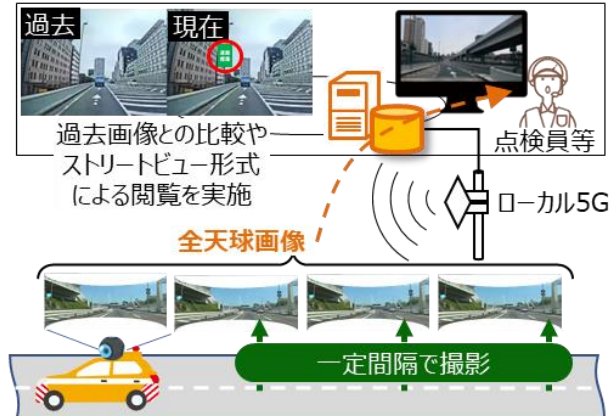 過去
現在
過去画像との比較や
ストリートビュー形式
による閲覧を実施
点検員等
ローカル5G
全天球画像
一定間隔で撮影